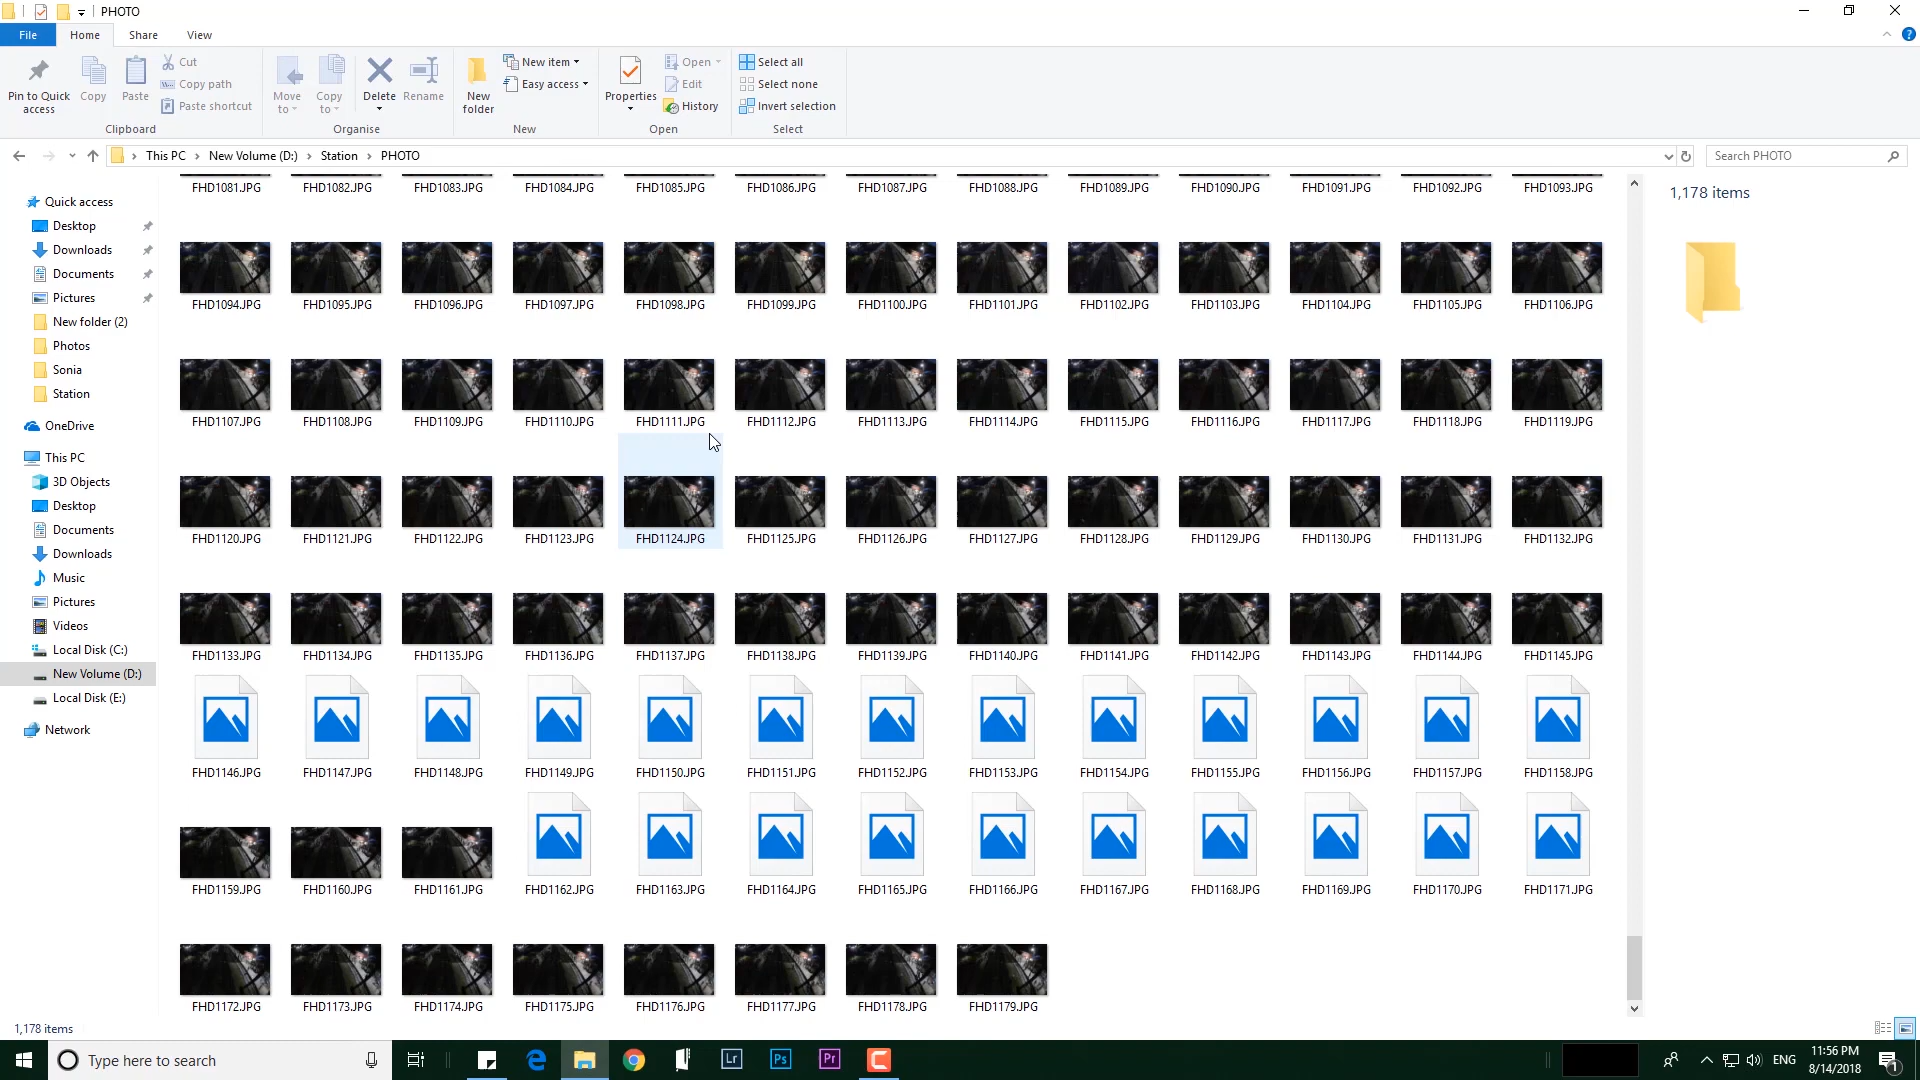 PHOTO
File Home Share View
Pin to Quick access Copy Paste Cut Copy path Paste shortcut Move to Copy to Delete Rename New folder New item Easy access Properties Open Edit History Select all Select none Invert selection
Clipboard Organise New Open Select
This PC New Volume (D:) Station PHOTO Search PHOTO
1,178 items
Quick access
Desktop
Downloads
Documents
Pictures
New folder (2)
Photos
Sonia
Station
OneDrive
This PC
3D Objects
Desktop
Documents
Downloads
Music
Pictures
Videos
Local Disk (C:)
New Volume (D:)
Local Disk (E:)
Network
FHD1081.JPG FHD1082.JPG FHD1083.JPG FHD1084.JPG FHD1085.JPG FHD1086.JPG FHD1087.JPG FHD1088.JPG FHD1089.JPG FHD1090.JPG FHD1091.JPG FHD1092.JPG FHD1093.JPG
FHD1094.JPG FHD1095.JPG FHD1096.JPG FHD1097.JPG FHD1098.JPG FHD1099.JPG FHD1100.JPG FHD1101.JPG FHD1102.JPG FHD1103.JPG FHD1104.JPG FHD1105.JPG FHD1106.JPG
FHD1107.JPG FHD1108.JPG FHD1109.JPG FHD1110.JPG FHD1111.JPG FHD1112.JPG FHD1113.JPG FHD1114.JPG FHD1115.JPG FHD1116.JPG FHD1117.JPG FHD1118.JPG FHD1119.JPG
FHD1120.JPG FHD1121.JPG FHD1122.JPG FHD1123.JPG FHD1124.JPG FHD1125.JPG FHD1126.JPG FHD1127.JPG FHD1128.JPG FHD1129.JPG FHD1130.JPG FHD1131.JPG FHD1132.JPG
FHD1133.JPG FHD1134.JPG FHD1135.JPG FHD1136.JPG FHD1137.JPG FHD1138.JPG FHD1139.JPG FHD1140.JPG FHD1141.JPG FHD1142.JPG FHD1143.JPG FHD1144.JPG FHD1145.JPG
FHD1146.JPG FHD1147.JPG FHD1148.JPG FHD1149.JPG FHD1150.JPG FHD1151.JPG FHD1152.JPG FHD1153.JPG FHD1154.JPG FHD1155.JPG FHD1156.JPG FHD1157.JPG FHD1158.JPG
FHD1159.JPG FHD1160.JPG FHD1161.JPG FHD1162.JPG FHD1163.JPG FHD1164.JPG FHD1165.JPG FHD1166.JPG FHD1167.JPG FHD1168.JPG FHD1169.JPG FHD1170.JPG FHD1171.JPG
FHD1172.JPG FHD1173.JPG FHD1174.JPG FHD1175.JPG FHD1176.JPG FHD1177.JPG FHD1178.JPG FHD1179.JPG
1,178 items
Type here to search Lr Ps Pr ENG 11:56 PM
8/14/2018 1